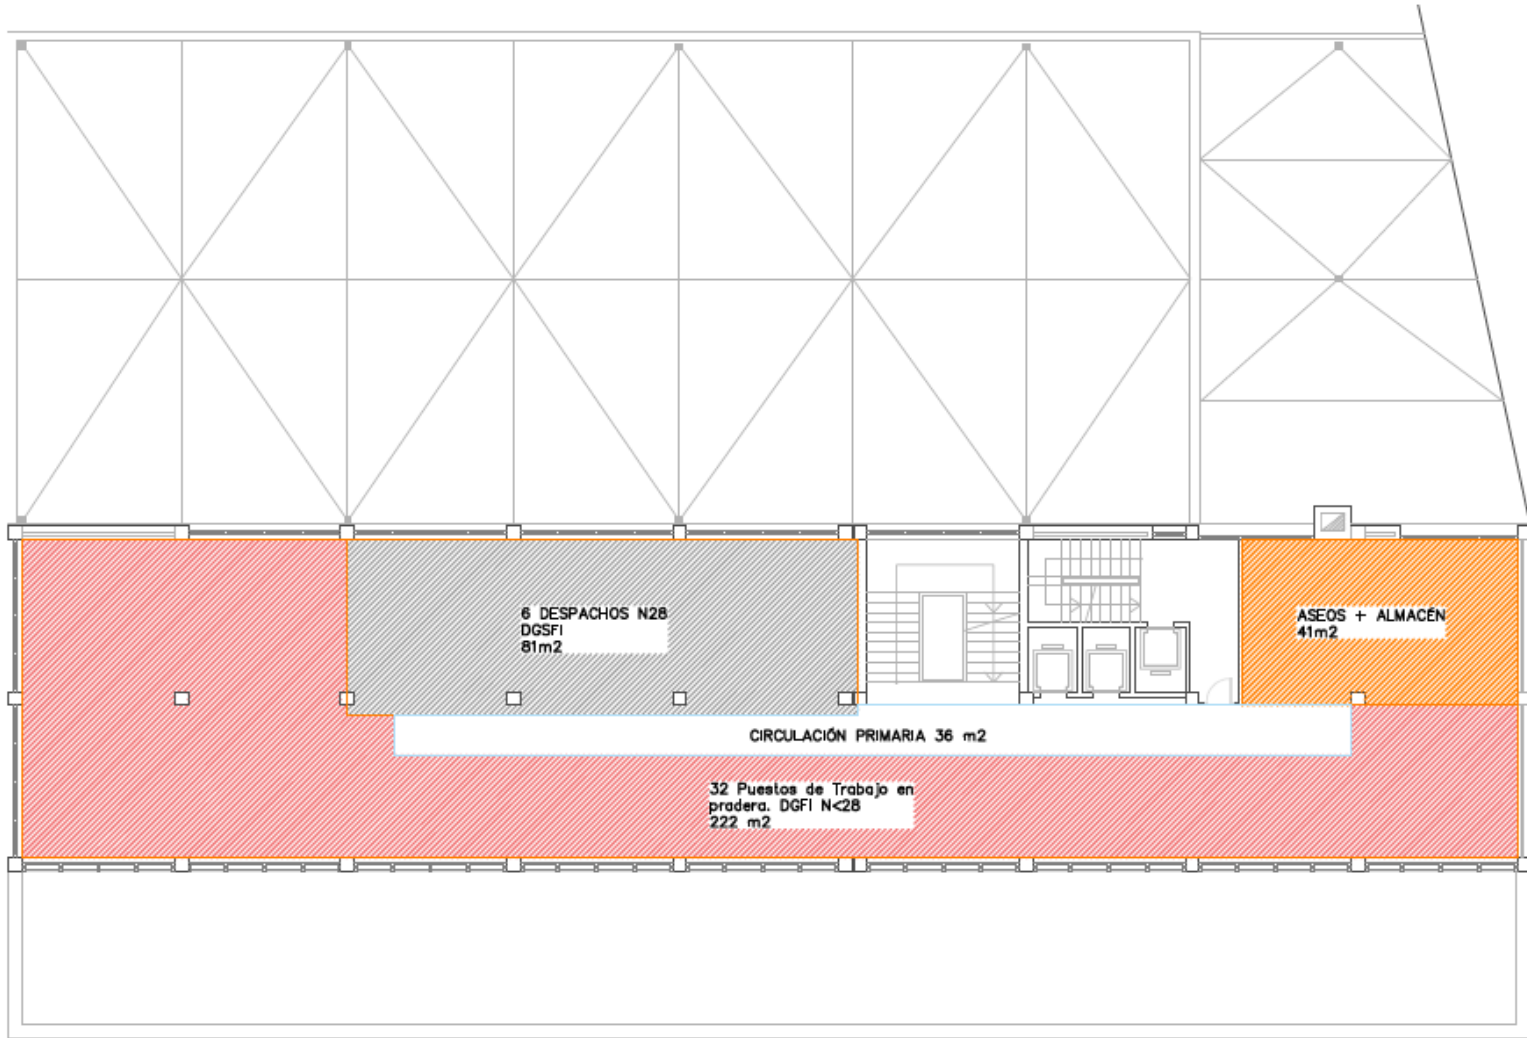 6 DESPACHOS N28
DGSFI
81m2
ASEOS + ALMACÉN
41m2
CIRCULACIÓN PRIMARIA 36 m2
32 Puestos de Trabajo en
pradera. DGFI N<28
222 m2